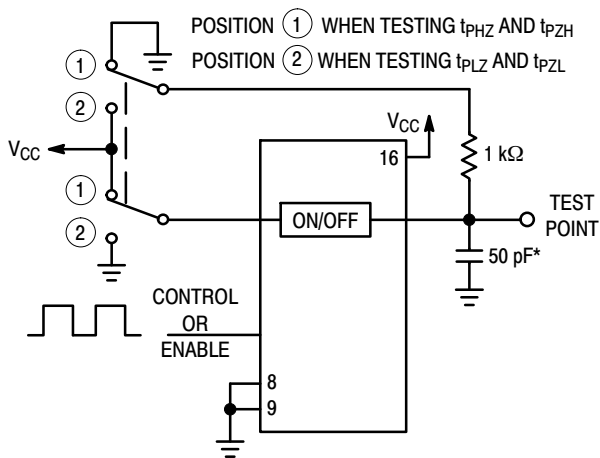 POSITION 1 WHEN TESTING tPHZ AND tPZH
POSITION 2 WHEN TESTING tPLZ AND tPZL
1
2
VCC
1
2
VCC
16
1 kΩ
ON/OFF
TEST
POINT
50 pF*
CONTROL
OR
ENABLE
8
9